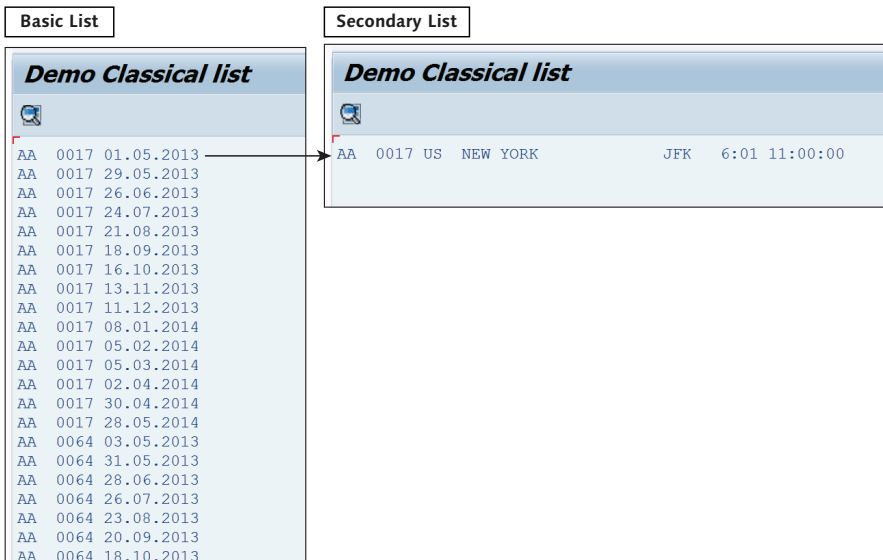 Basic List
Demo Classical list
AA 0017 01.05.2013
AA 0017 29.05.2013
AA 0017 26.06.2013
AA 0017 24.07.2013
AA 0017 21.08.2013
AA 0017 18.09.2013
AA 0017 16.10.2013
AA 0017 13.11.2013
AA 0017 11.12.2013
AA 0017 08.01.2014
AA 0017 05.02.2014
AA 0017 05.03.2014
AA 0017 02.04.2014
AA 0017 30.04.2014
AA 0017 28.05.2014
AA 0064 03.05.2013
AA 0064 31.05.2013
AA 0064 28.06.2013
AA 0064 26.07.2013
AA 0064 23.08.2013
AA 0064 20.09.2013
AA 0064 18.10.2013
Secondary List
Demo Classical list
AA 0017 US NEW YORK JFK 6:01 11:00:00